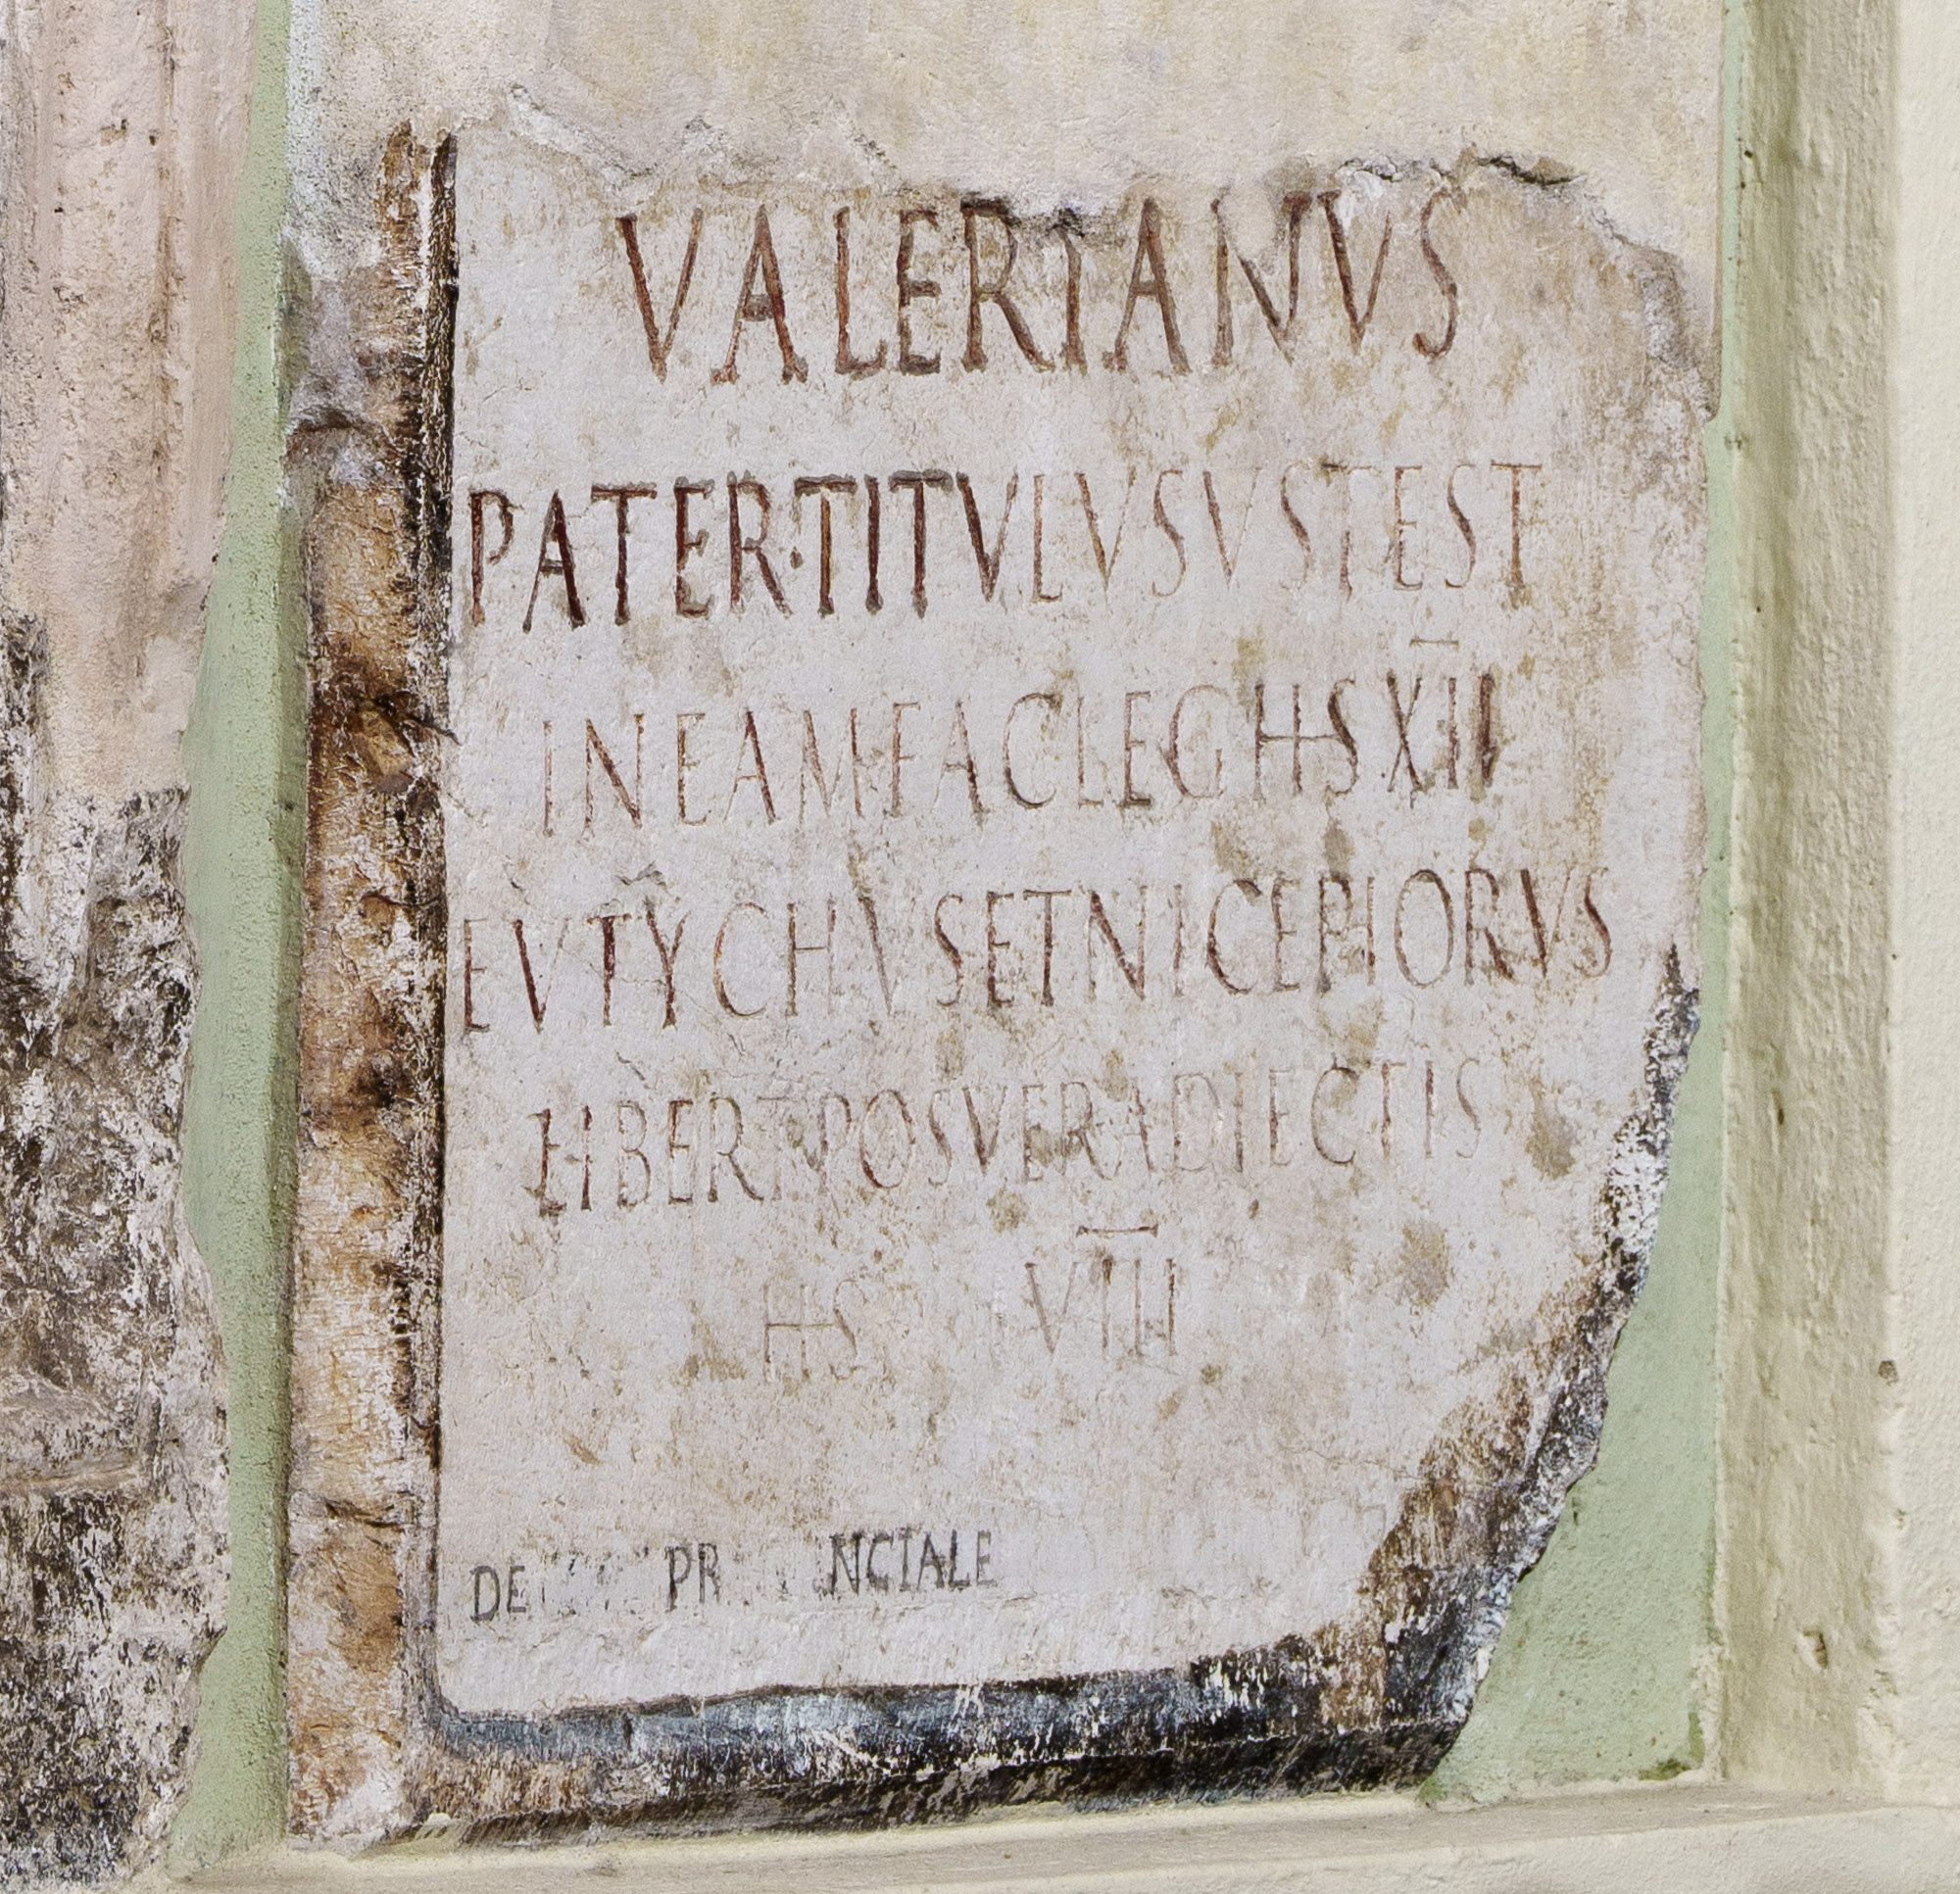 VALERIANVS
PATER·TITVLVSVSTEST
INEAMFACLEGHSXII
EVTYCHVSETNICEPHORVS
LIBERTPOSVERADIECTIS
HS VIII